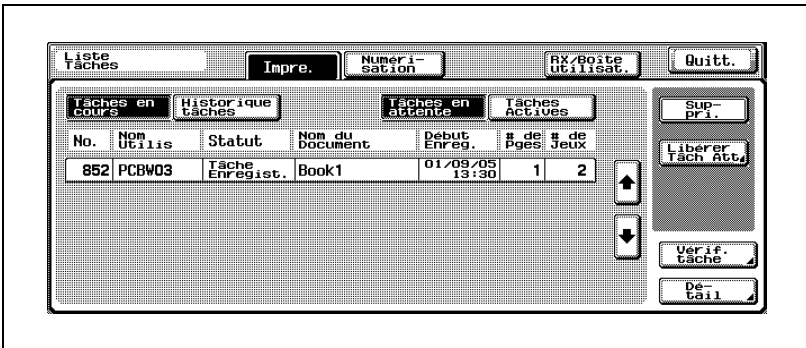 Liste
Tâches
Impre.
Numéri-
sation
RX/Boîte
utilisat.
Quitt.
Tâches en
cours
Historique
tâches
Tâches en
attente
Tâches
Actives
Sup-
pri.
No.
Nom
Utilis
Statut
Nom du
Document
Début
Enreg.
# de
Pges
# de
Jeux
Libérer
Tâch Att.
852
PCBW03
Tâche
Enregist.
Book1
01/09/05
13:30
1
2
Vérif.
tâche
Dé-
tail